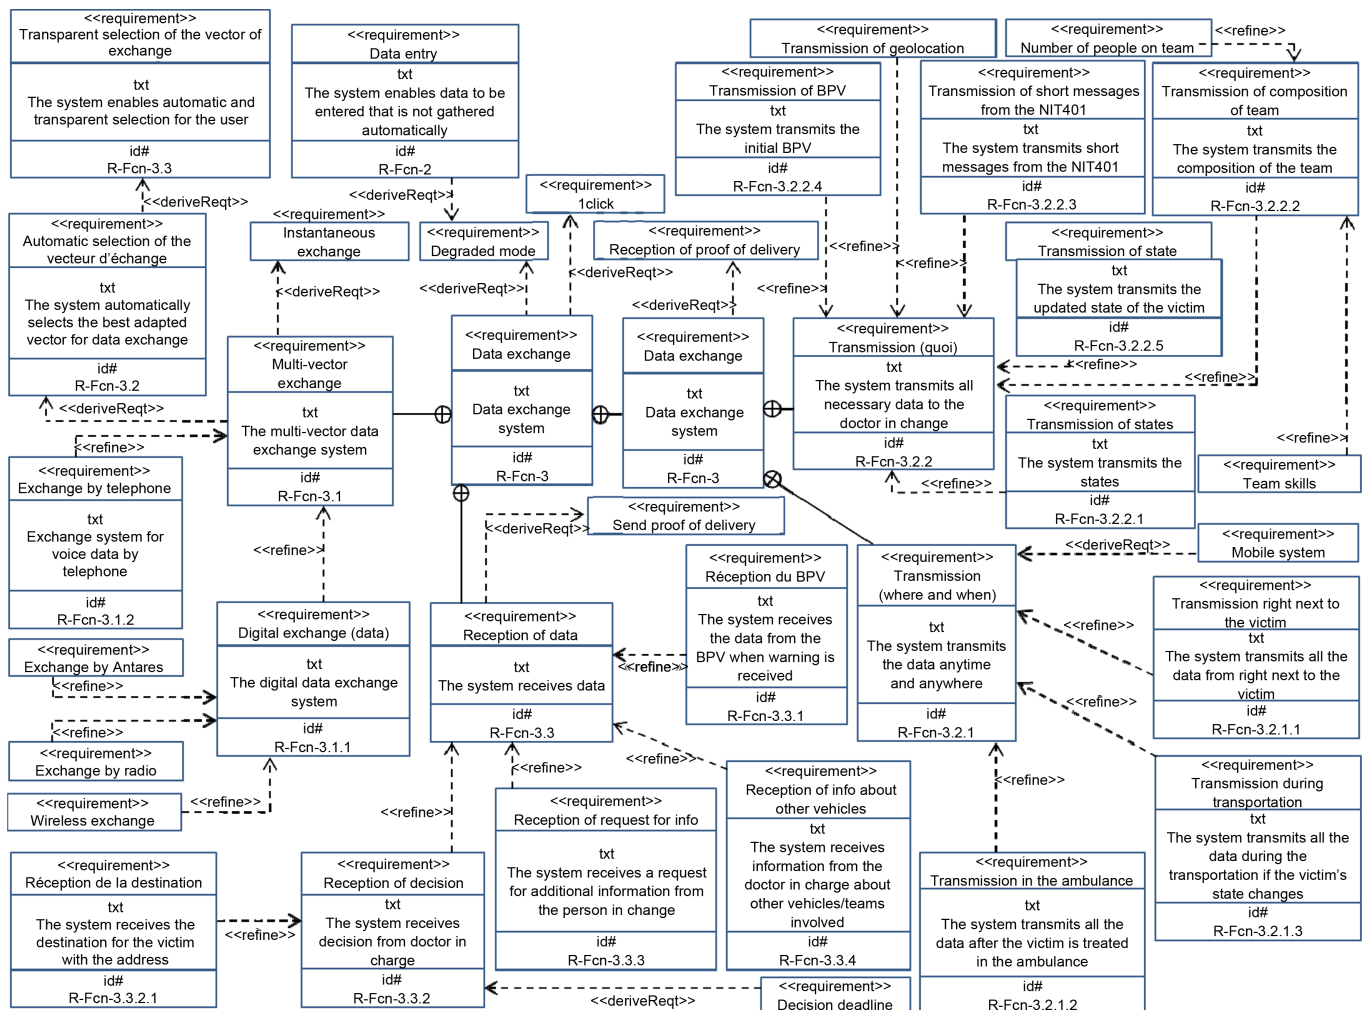 <<requirement>>
Transparent selection of the vector of
exchange
txt
The system enables automatic and
transparent selection for the user
id#
R-Fcn-3.3
<<requirement>>
Data entry
txt
The system enables data to be
entered that is not gathered
automatically
id#
R-Fcn-2
<<requirement>>
Transmission of geolocation
<<requirement>>
Number of people on team
<<refine>>
<<requirement>>
Transmission of BPV
txt
The system transmits the
initial BPV
id#
R-Fcn-3.2.2.4
<<requirement>>
Transmission of short messages
from the NIT401
txt
The system transmits short
messages from the NIT401
id#
R-Fcn-3.2.2.3
<<requirement>>
Transmission of composition
of team
txt
The system transmits the
composition of the team
id#
R-Fcn-3.2.2.2
<<deriveReqt>>
<<deriveReqt>>
<<requirement>>
1click
<<requirement>>
Automatic selection of the
vecteur d'échange
txt
The system automatically
selects the best adapted
vector for data exchange
id#
R-Fcn-3.2
<<requirement>>
Instantaneous
exchange
<<requirement>>
Degraded mode
<<requirement>>
Reception of proof of delivery
<<requirement>>
Transmission of state
txt
The system transmits the
updated state of the victim
id#
R-Fcn-3.2.2.5
<<refine>>
<<refine>>
<<deriveReqt>>
<<deriveReqt>>
<<deriveReqt>>
<<deriveReqt>>
<<refine>>
<<requirement>>
Multi-vector
exchange
txt
The multi-vector data
exchange system
id#
R-Fcn-3.1
<<requirement>>
Data exchange
txt
Data exchange
system
id#
R-Fcn-3
<<requirement>>
Data exchange
txt
Data exchange
system
id#
R-Fcn-3
<<requirement>>
Transmission (quoi)
txt
The system transmits all
necessary data to the
doctor in change
id#
R-Fcn-3.2.2
<<refine>>
<<refine>>
<<deriveReqt>>
<<refine>>
<<requirement>>
Transmission of states
txt
The system transmits the
states
id#
R-Fcn-3.2.2.1
<<refine>>
<<refine>>
<<requirement>>
Team skills
<<requirement>>
Exchange by telephone
txt
Exchange system for
voice data by
telephone
id#
R-Fcn-3.1.2
<<deriveReqt>>
<<requirement>>
Send proof of delivery
<<refine>>
<<deriveReqt>>
<<requirement>>
Mobile system
<<requirement>>
Réception du BPV
txt
The system receives
the data from the
BPV when warning is
received
id#
R-Fcn-3.3.1
<<requirement>>
Transmission
(where and when)
txt
The system transmits
the data anytime
and anywhere
id#
R-Fcn-3.2.1
<<requirement>>
Transmission right next to
the victim
txt
The system transmits all the
data from right next to the
victim
id#
R-Fcn-3.2.1.1
<<refine>>
<<requirement>>
Digital exchange (data)
txt
The digital data exchange
system
id#
R-Fcn-3.1.1
<<requirement>>
Reception of data
txt
The system receives data
id#
R-Fcn-3.3
<<refine>>
<<requirement>>
Exchange by Antares
<<refine>>
<<refine>>
<<requirement>>
Exchange by radio
<<requirement>>
Wireless exchange
<<refine>>
<<refine>>
<<refine>>
<<refine>>
<<refine>>
<<refine>>
<<requirement>>
Reception of request for info
txt
The system receives a request
for additional information from
the person in change
id#
R-Fcn-3.3.3
<<requirement>>
Reception of info about
other vehicles
txt
The system receives
information from the
doctor in charge about
other vehicles/teams
involved
id#
R-Fcn-3.3.4
<<requirement>>
Transmission during
transportation
txt
The system transmits all the
data during the
transportation if the victim's
state changes
id#
R-Fcn-3.2.1.3
<<requirement>>
Réception de la destination
txt
The system receives the
destination for the victim
with the address
id#
R-Fcn-3.3.2.1
<<refine>>
<<requirement>>
Reception of decision
txt
The system receives
decision from doctor in
charge
id#
R-Fcn-3.3.2
<<requirement>>
Transmission in the ambulance
txt
The system transmits all the
data after the victim is treated
in the ambulance
id#
R-Fcn-3.2.1.2
<<deriveReqt>>
<<requirement>>
Decision deadline